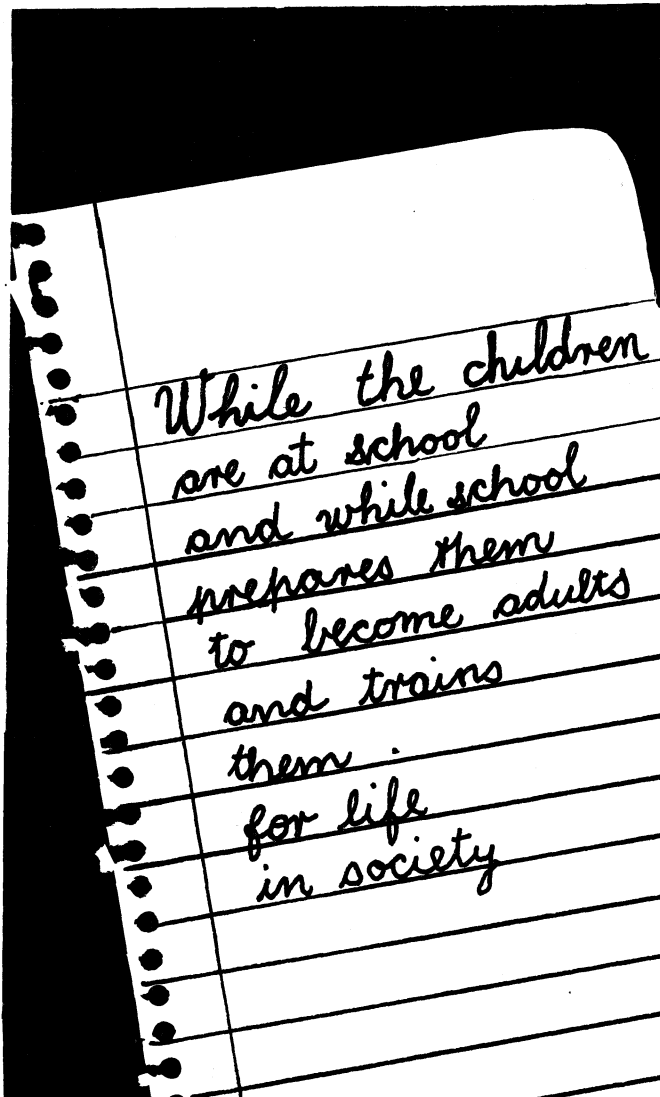 While the children
are at school
and while school
prepares them
to become adults
and trains
them.
for life
in society